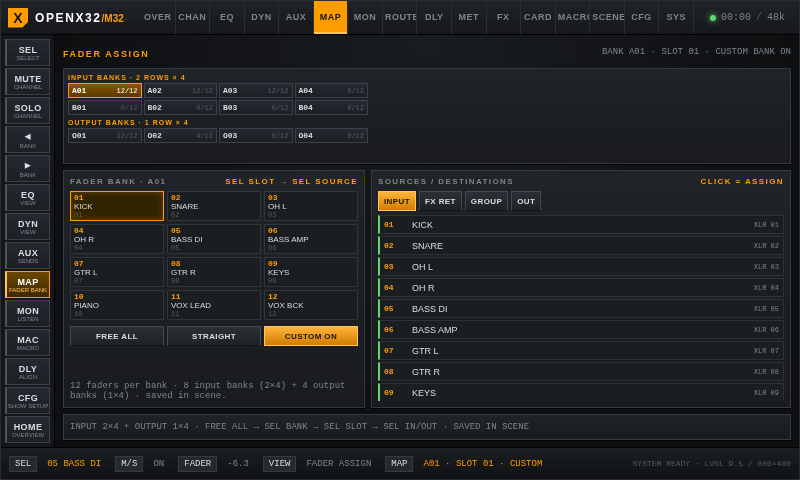 X OPENX32/M32 OVER CHAN EQ DYN AUX MAP MON ROUTE DLY MET FX CARD MACRO SCENE CFG SYS 00:00 / 48k
SEL
SELECT
MUTE
CHANNEL
SOLO
CHANNEL
◀
BANK
▶
BANK
EQ
VIEW
DYN
VIEW
AUX
SENDS
MAP
FADER BANK
MON
LISTEN
MAC
MACRO
DLY
ALIGN
CFG
SHOW SETUP
HOME
OVERVIEW
FADER ASSIGN
BANK A01 · SLOT 01 · CUSTOM BANK ON
INPUT BANKS · 2 ROWS × 4
A01 12/12 A02 12/12 A03 12/12 A04 0/12
B01 0/12 B02 0/12 B03 0/12 B04 0/12
OUTPUT BANKS · 1 ROW × 4
O01 12/12 O02 4/12 O03 0/12 O04 0/12
FADER BANK · A01 SEL SLOT → SEL SOURCE
01 02 03
KICK SNARE OH L
01 02 03
04 05 06
OH R BASS DI BASS AMP
04 05 06
07 08 09
GTR L GTR R KEYS
07 08 09
10 11 12
PIANO VOX LEAD VOX BCK
10 11 12
FREE ALL STRAIGHT CUSTOM ON
12 faders per bank · 8 input banks (2×4) + 4 output
banks (1×4) · saved in scene.
SOURCES / DESTINATIONS CLICK = ASSIGN
INPUT FX RET GROUP OUT
01 KICK XLR 01
02 SNARE XLR 02
03 OH L XLR 03
04 OH R XLR 04
05 BASS DI XLR 05
06 BASS AMP XLR 06
07 GTR L XLR 07
08 GTR R XLR 08
09 KEYS XLR 09
INPUT 2×4 + OUTPUT 1×4 · FREE ALL → SEL BANK → SEL SLOT → SEL IN/OUT · SAVED IN SCENE
SEL 05 BASS DI M/S ON FADER -6.3 VIEW FADER ASSIGN MAP A01 · SLOT 01 · CUSTOM SYSTEM READY · LVGL 9.5 / 800×480